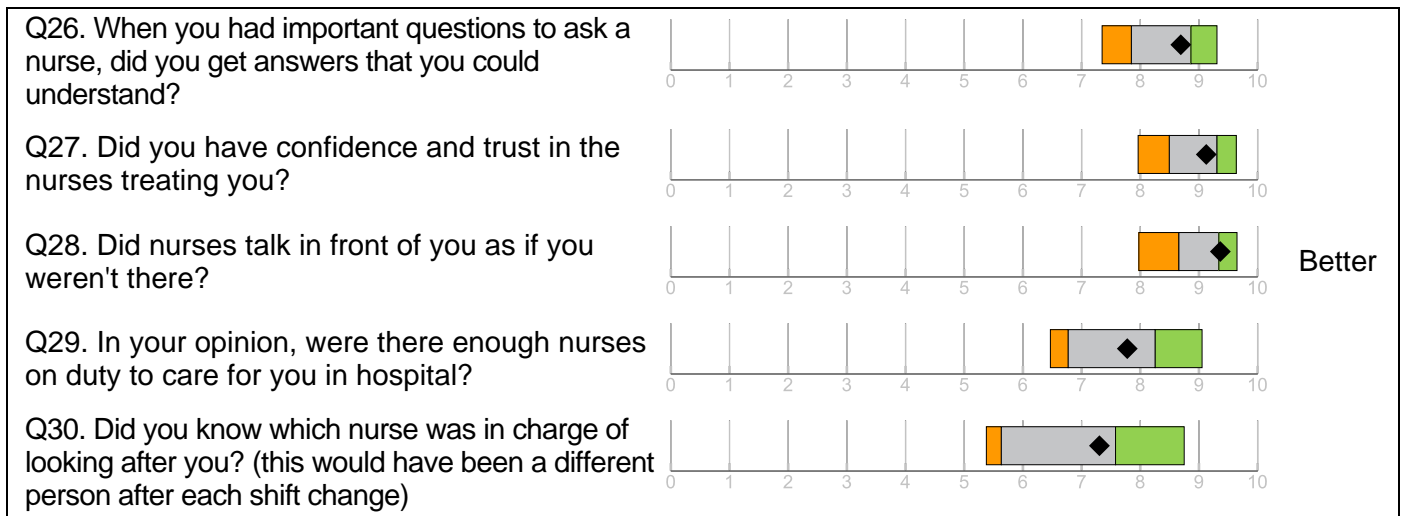 Q26. When you had important questions to ask a
nurse, did you get answers that you could
understand?
0 1 2 3 4 5 6 7 8 9 10
Q27. Did you have confidence and trust in the
nurses treating you?
0 1 2 3 4 5 6 7 8 9 10
Q28. Did nurses talk in front of you as if you
weren't there?
Better
0 1 2 3 4 5 6 7 8 9 10
Q29. In your opinion, were there enough nurses
on duty to care for you in hospital?
0 1 2 3 4 5 6 7 8 9 10
Q30. Did you know which nurse was in charge of
looking after you? (this would have been a different
person after each shift change)
0 1 2 3 4 5 6 7 8 9 10